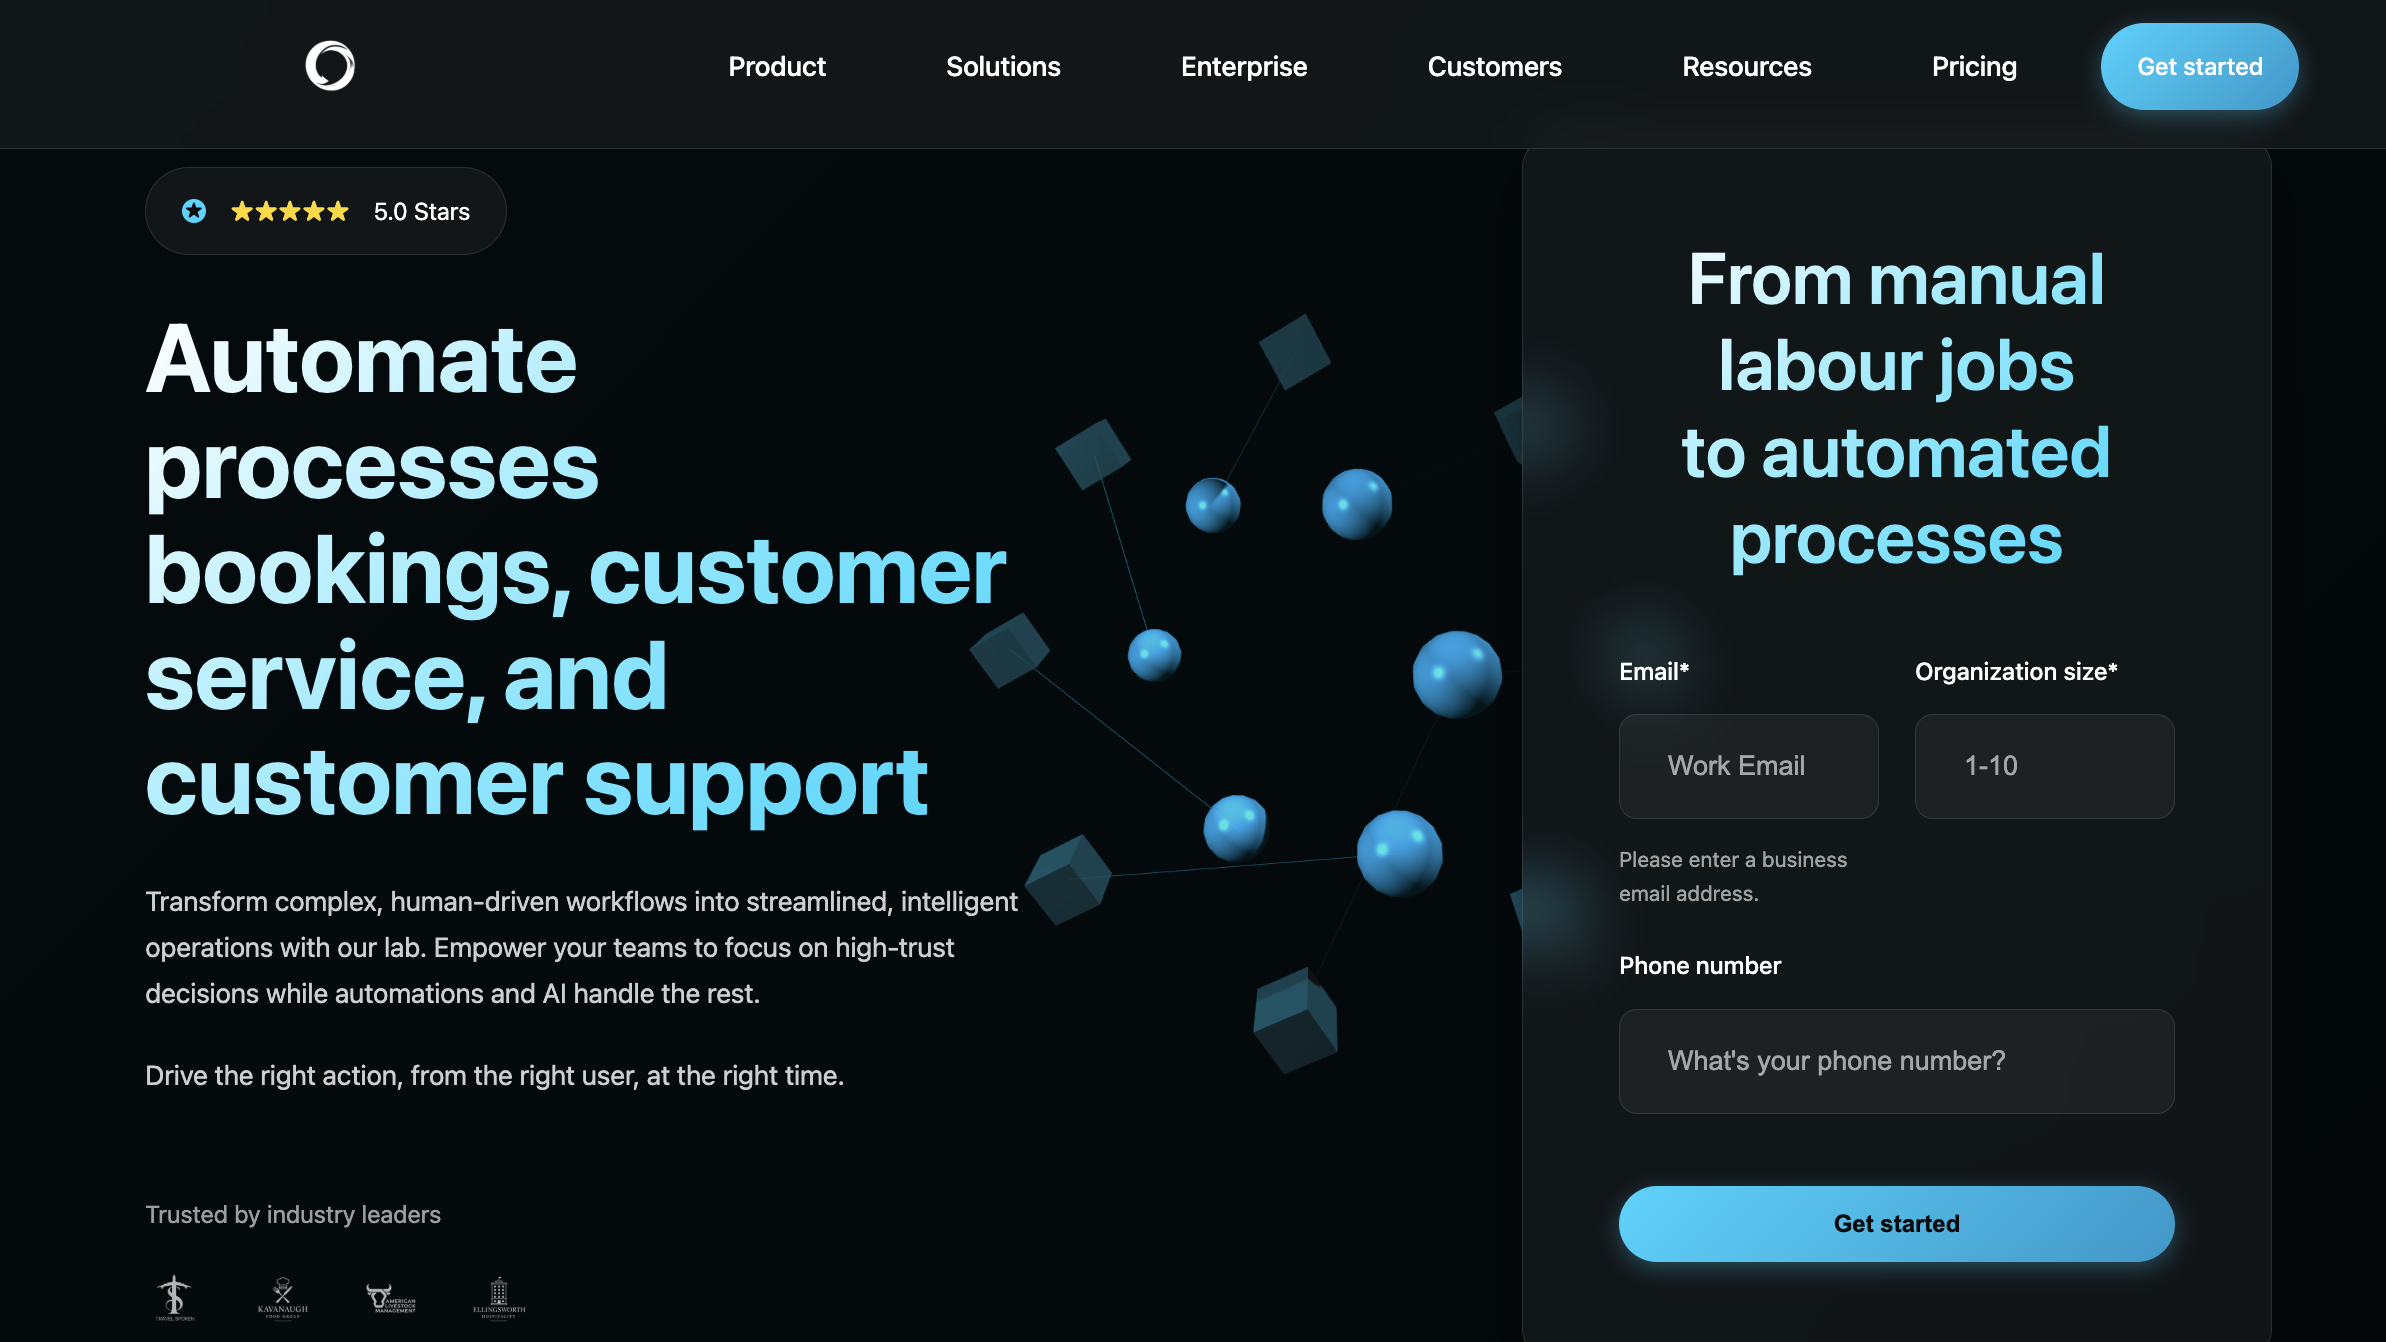 Product
Solutions
Enterprise
Customers
Resources
Pricing
Get started
5.0 Stars
Automate
processes
bookings, customer
service, and
customer support
Transform complex, human-driven workflows into streamlined, intelligent
operations with our lab. Empower your teams to focus on high-trust
decisions while automations and AI handle the rest.
Drive the right action, from the right user, at the right time.
Trusted by industry leaders
TRAVEL SPOKEN
KAVANAUGH
FOOD GROUP
AMERICAN
LIVESTOCK
MANAGEMENT
ELLINGSWORTH
HOSPITALITY
From manual
labour jobs
to automated
processes
Email*
Organization size*
Work Email
1-10
Please enter a business
email address.
Phone number
What's your phone number?
Get started